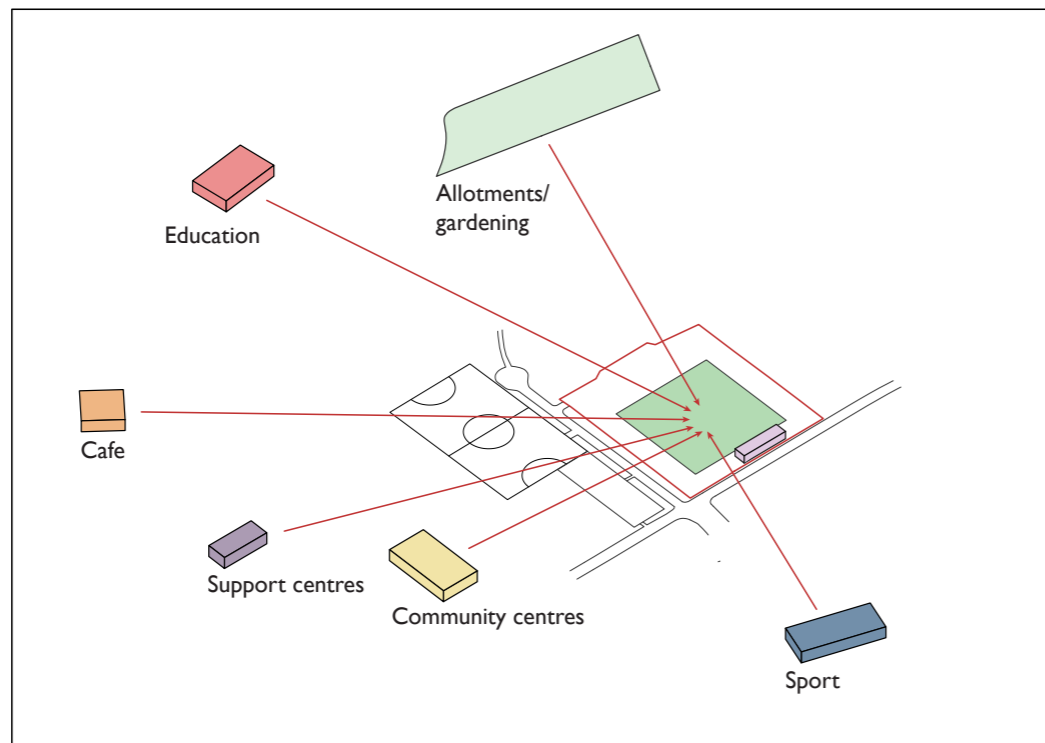 Allotments/
gardening
Education
Cafe
Support centres
Community centres
Sport